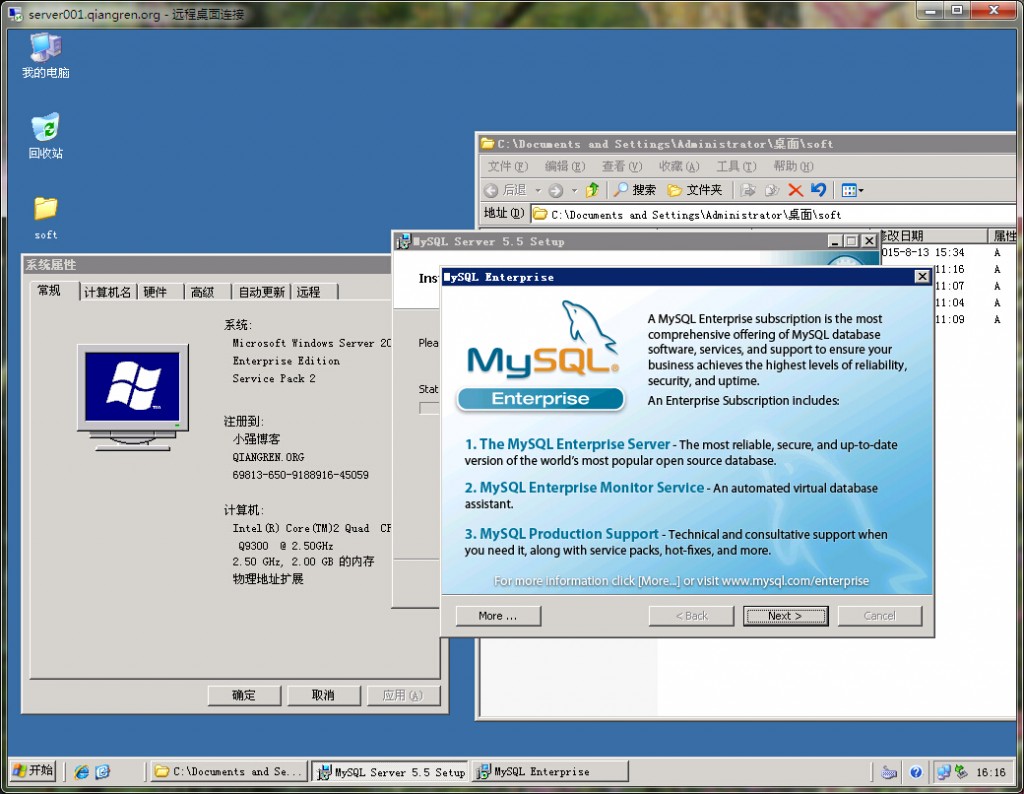 server001.qiangren.org - 远程桌面连接
我的电脑
回收站
soft
C:\Documents and Settings\Administrator\桌面\soft
文件(F) 编辑(E) 查看(V) 收藏(A) 工具(T) 帮助(H)
后退 搜索 文件夹
地址(D) C:\Documents and Settings\Administrator\桌面\soft
修改日期 属性
015-8-13 15:34 A
11:16 A
11:07 A
11:04 A
11:09 A
系统属性
常规 计算机名 硬件 高级 自动更新 远程
系统:
Microsoft Windows Server 20
Enterprise Edition
Service Pack 2
注册到:
小强博客
QIANGREN.ORG
69813-650-9188916-45059
计算机:
Intel(R) Core(TM)2 Quad CP
Q9300 @ 2.50GHz
2.50 GHz, 2.00 GB 的内存
物理地址扩展
确定 取消 应用(A)
MySQL Server 5.5 Setup
Ins
Plea
Stat
MySQL Enterprise
MySQL®
Enterprise
A MySQL Enterprise subscription is the most
comprehensive offering of MySQL database
software, services, and support to ensure your
business achieves the highest levels of reliability,
security, and uptime.
An Enterprise Subscription includes:
1. The MySQL Enterprise Server - The most reliable, secure, and up-to-date
version of the world's most popular open source database.
2. MySQL Enterprise Monitor Service - An automated virtual database
assistant.
3. MySQL Production Support - Technical and consultative support when
you need it, along with service packs, hot-fixes, and more.
For more information click [More...] or visit www.mysql.com/enterprise
More ... < Back Next > Cancel
开始 C:\Documents and Se... MySQL Server 5.5 Setup MySQL Enterprise 16:16